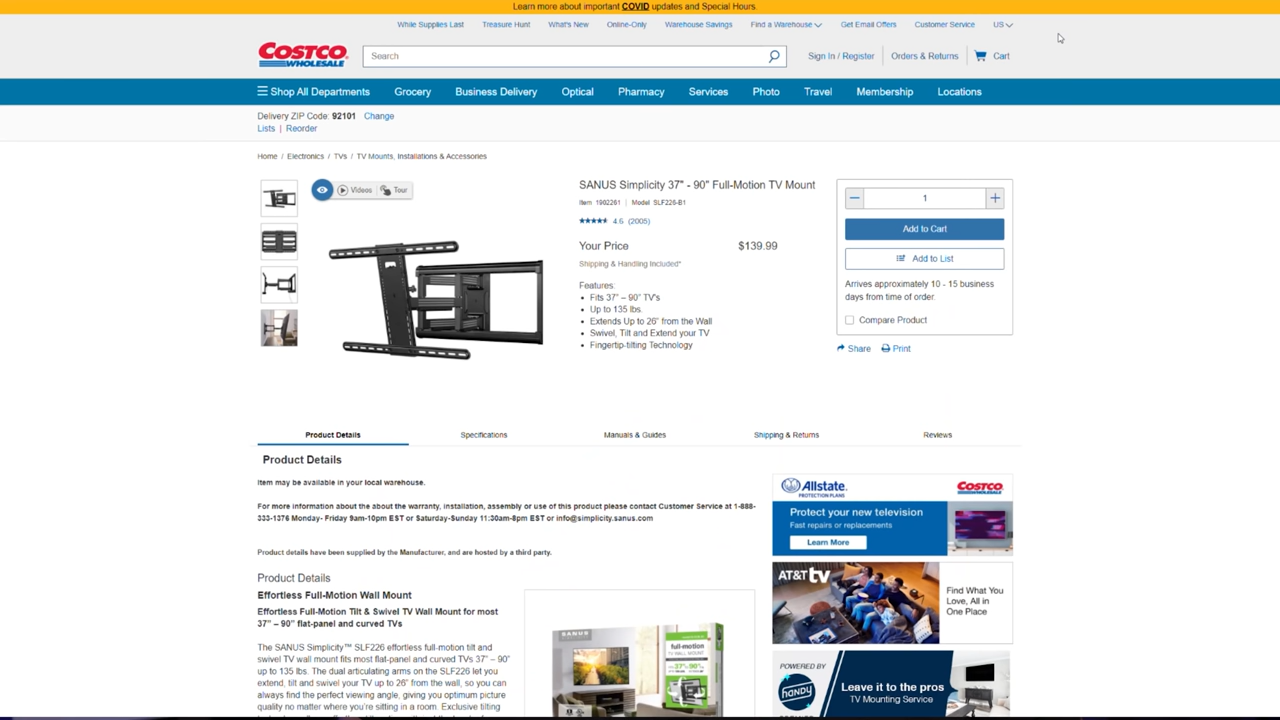 Learn more about important COVID updates and Special Hours.
While Supplies Last
Treasure Hunt
What's New
Online-Only
Warehouse Savings
Find a Warehouse
Get Email Offers
Customer Service
US
COSTCO
WHOLESALE
Search
Sign In / Register
Orders & Returns
Cart
Shop All Departments
Grocery
Business Delivery
Optical
Pharmacy
Services
Photo
Travel
Membership
Locations
Delivery ZIP Code: 92101 Change
Lists | Reorder
Home / Electronics / TVs / TV Mounts, Installations & Accessories
Videos
Tour
SANUS Simplicity 37" - 90" Full-Motion TV Mount
Item 1902261 | Model SLF226-B1
4.6 (2005)
Your Price $139.99
Shipping & Handling Included*
Features:
• Fits 37" – 90" TV's
• Up to 135 lbs.
• Extends Up to 26" from the Wall
• Swivel, Tilt and Extend your TV
• Fingertip-tilting Technology
1
Add to Cart
Add to List
Arrives approximately 10 - 15 business
days from time of order.
Compare Product
Share
Print
Product Details
Specifications
Manuals & Guides
Shipping & Returns
Reviews
Product Details
Item may be available in your local warehouse.
For more information about the about the warranty, installation, assembly or use of this product please contact Customer Service at 1-888-
333-1376 Monday- Friday 9am-10pm EST or Saturday-Sunday 11:30am-8pm EST or info@simplicity.sanus.com
Product details have been supplied by the Manufacturer, and are hosted by a third party.
Product Details
Effortless Full-Motion Wall Mount
Effortless Full-Motion Tilt & Swivel TV Wall Mount for most
37" – 90" flat-panel and curved TVs
The SANUS Simplicity™ SLF226 effortless full-motion tilt and
swivel TV wall mount fits most flat-panel and curved TVs 37" – 90"
up to 135 lbs. The dual articulating arms on the SLF226 let you
extend, tilt and swivel your TV up to 26" from the wall, so you can
always find the perfect viewing angle, giving you optimum picture
quality no matter where you're sitting in a room. Exclusive tilting
SANUS
full-motion
TV WALL MOUNT
37"-90"
Allstate
PROTECTION PLANS
COSTCO
WHOLESALE
Protect your new television
Fast repairs or replacements
Learn More
AT&T tv
Find What You
Love, All in
One Place
POWERED BY
handy
Leave it to the pros
TV Mounting Service